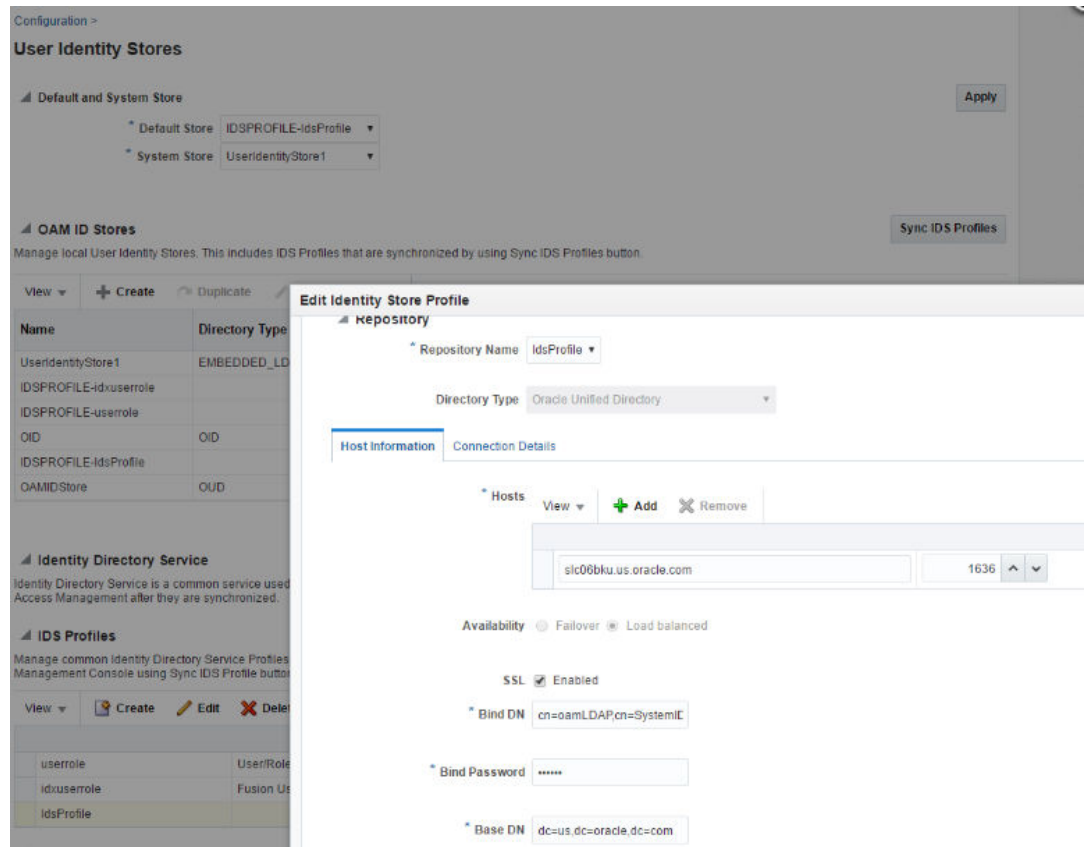 Configuration >
User Identity Stores
Default and System Store
Apply
* Default Store IDSPROFILE-IdsProfile
* System Store UserIdentityStore1
OAM ID Stores
Sync IDS Profiles
Manage local User Identity Stores. This includes IDS Profiles that are synchronized by using Sync IDS Profiles button.
View Create Duplicate
Name Directory Type
UserIdentityStore1 EMBEDDED_LD
IDSPROFILE-idxuserrole
IDSPROFILE-userrole
OID OID
IDSPROFILE-IdsProfile
OAMIDStore OUD
Identity Directory Service
Identity Directory Service is a common service used
Access Management after they are synchronized.
IDS Profiles
Manage common Identity Directory Service Profiles
Management Console using Sync IDS Profile button
View Create Edit Delet
userrole User/Role
idxuserrole Fusion Us
IdsProfile
Edit Identity Store Profile
Repository
* Repository Name IdsProfile
Directory Type Oracle Unified Directory
Host Information Connection Details
* Hosts
View Add Remove
slc06bku.us.oracle.com 1636
Availability Failover Load balanced
SSL Enabled
* Bind DN cn=oamLDAP,cn=SystemID
* Bind Password ••••••
* Base DN dc=us,dc=oracle,dc=com